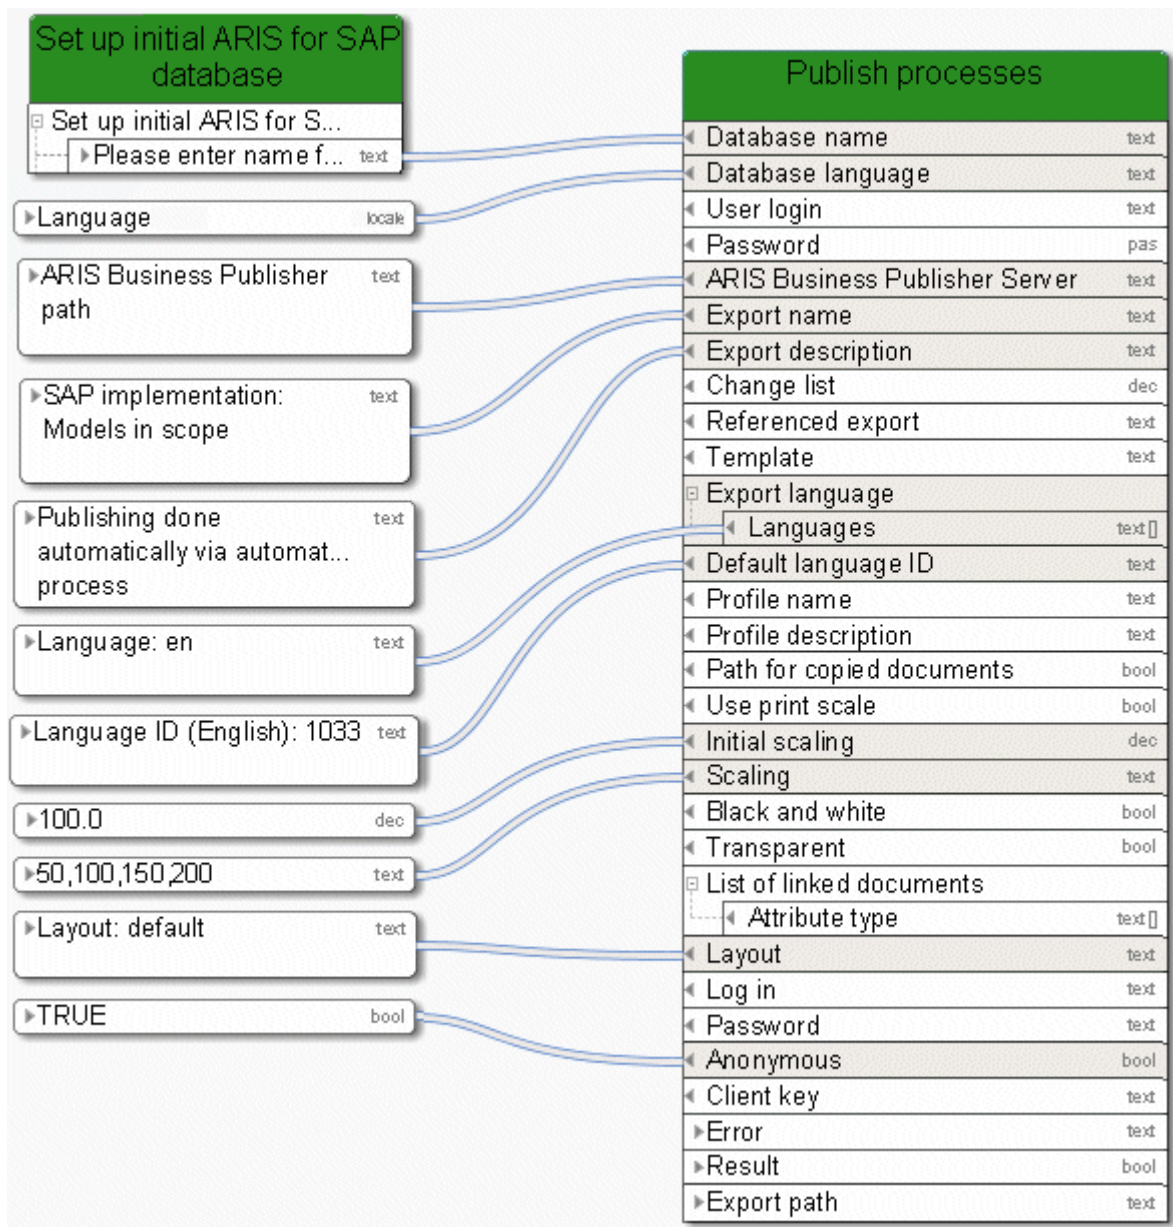 Set up initial ARIS for SAP
database
Set up initial ARIS for S...
Please enter name f... text
Language locale
ARIS Business Publisher text
path
SAP implementation: text
Models in scope
Publishing done text
automatically via automat...
process
Language: en text
Language ID (English): 1033 text
100.0 dec
50,100,150,200 text
Layout: default text
TRUE bool
Publish processes
Database name text
Database language text
User login text
Password pas
ARIS Business Publisher Server text
Export name text
Export description text
Change list dec
Referenced export text
Template text
Export language
Languages text[]
Default language ID text
Profile name text
Profile description text
Path for copied documents bool
Use print scale bool
Initial scaling dec
Scaling text
Black and white bool
Transparent bool
List of linked documents
Attribute type text[]
Layout text
Log in text
Password text
Anonymous bool
Client key text
Error text
Result bool
Export path text